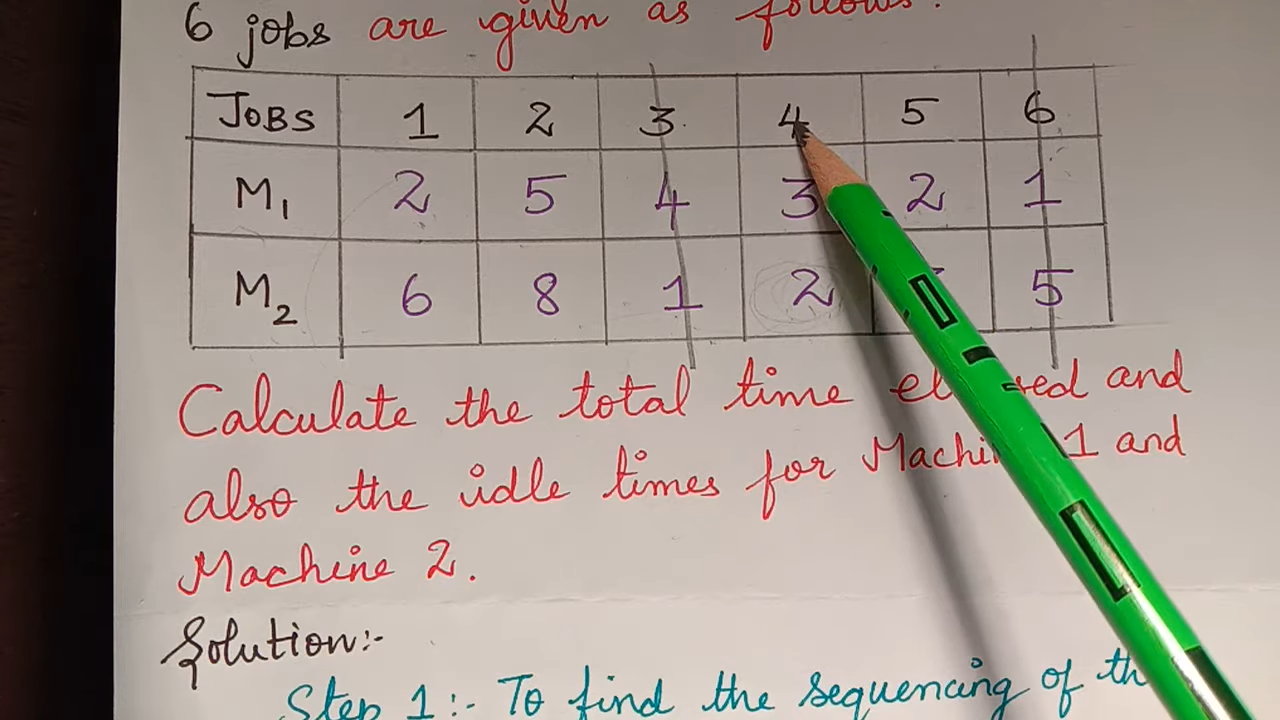 6 jobs are given as follows:
JOBS 1 2 3 4 5 6
M1 2 5 4 3 2 1
M2 6 8 1 2 5
Calculate the total time and
also the idle times for 1 and
Machine 2.
Solution:-
Step 1:- To find the sequencing of